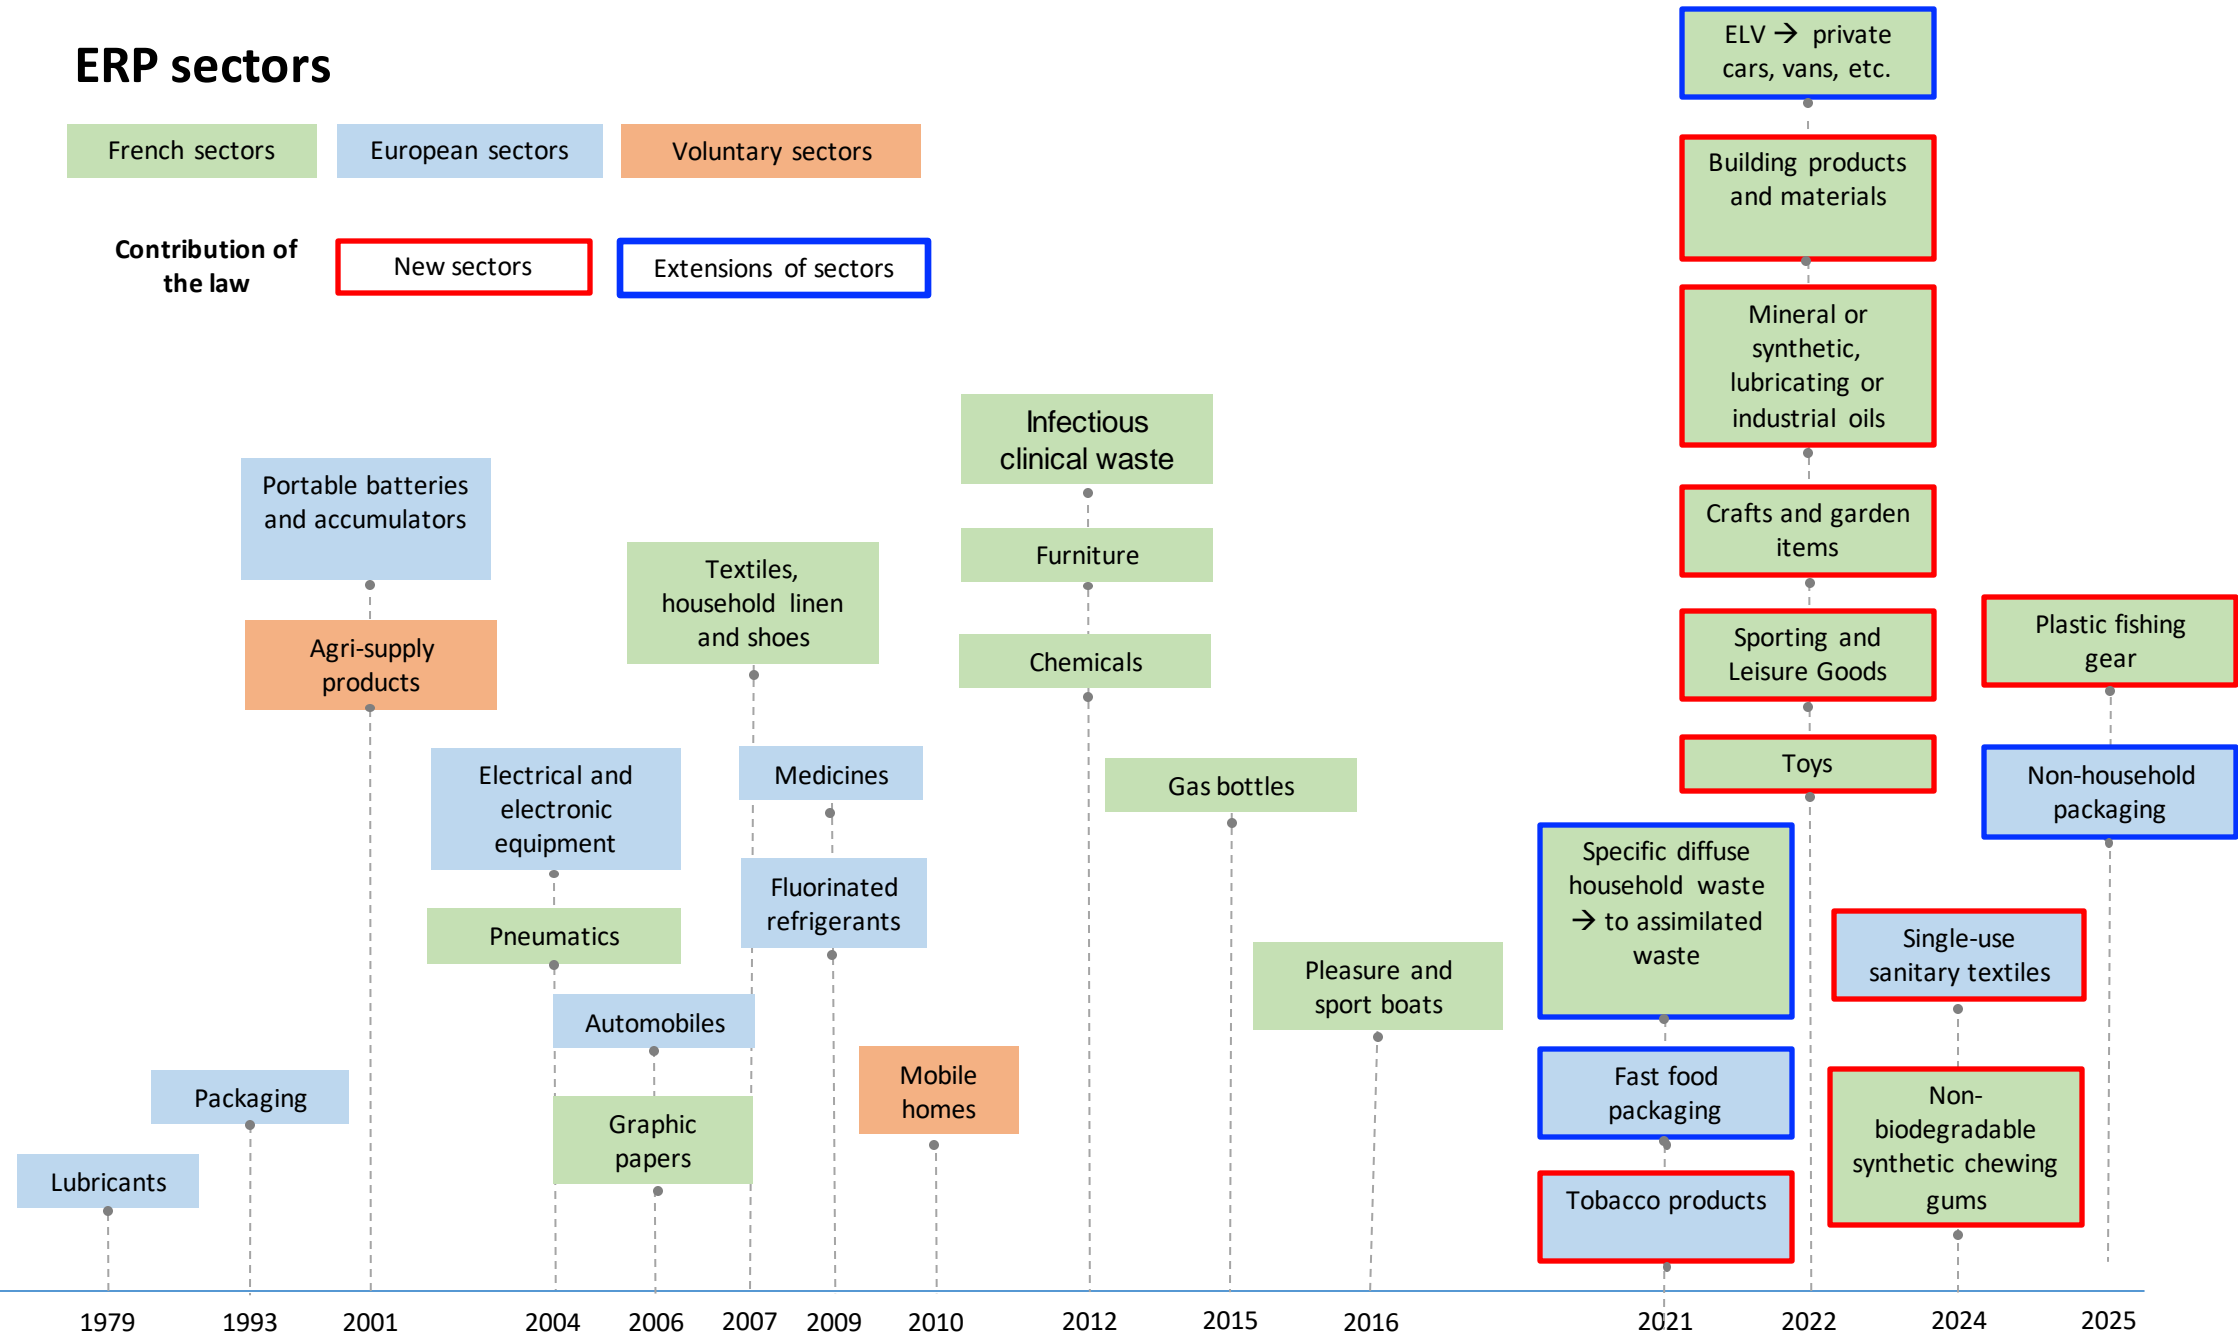 ERP sectors
French sectors
European sectors
Voluntary sectors
Contribution of
the law
New sectors
Extensions of sectors
ELV → private
cars, vans, etc.
Building products
and materials
Mineral or
synthetic,
lubricating or
industrial oils
Crafts and garden
items
Sporting and
Leisure Goods
Toys
Infectious
clinical waste
Furniture
Chemicals
Portable batteries
and accumulators
Agri-supply
products
Textiles,
household linen
and shoes
Plastic fishing
gear
Non-household
packaging
Electrical and
electronic
equipment
Pneumatics
Medicines
Fluorinated
refrigerants
Gas bottles
Specific diffuse
household waste
→ to assimilated
waste
Fast food
packaging
Tobacco products
Single-use
sanitary textiles
Non-
biodegradable
synthetic chewing
gums
Pleasure and
sport boats
Automobiles
Graphic
papers
Mobile
homes
Packaging
Lubricants
1979
1993
2001
2004
2006
2007
2009
2010
2012
2015
2016
2021
2022
2024
2025